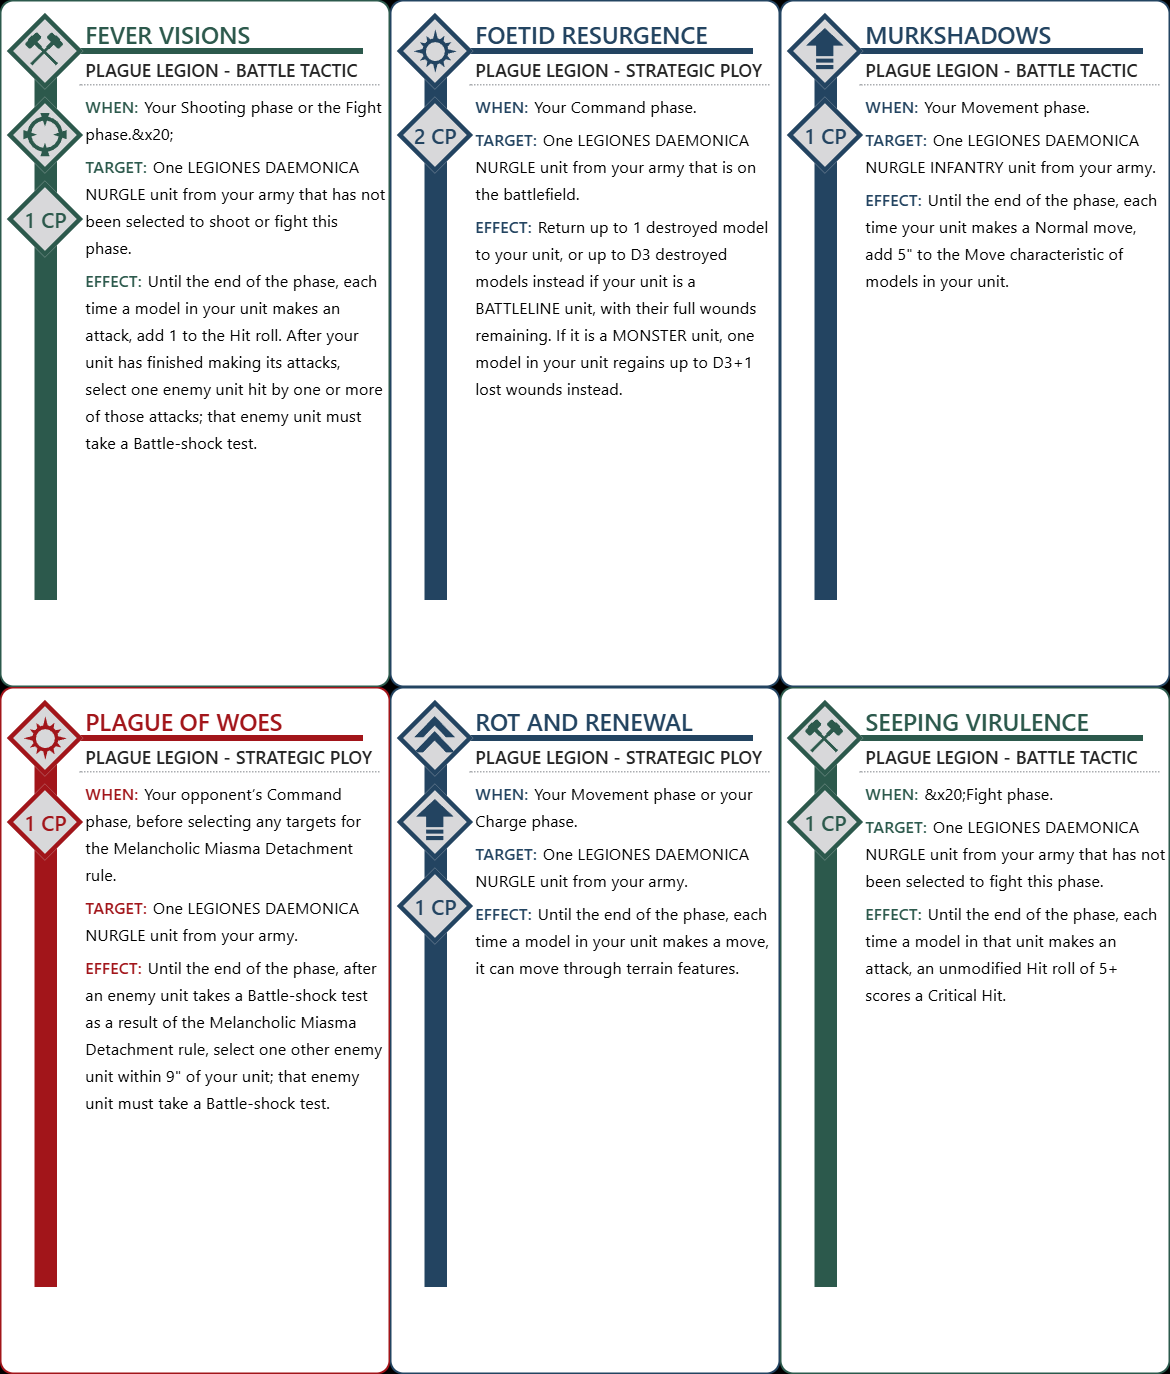 FEVER VISIONS
PLAGUE LEGION - BATTLE TACTIC
WHEN: Your Shooting phase or the Fight
phase.&x20;
TARGET: One LEGIONES DAEMONICA
NURGLE unit from your army that has not
1 CP
been selected to shoot or fight this
phase.
EFFECT: Until the end of the phase, each
time a model in your unit makes an
attack, add 1 to the Hit roll. After your
unit has finished making its attacks,
select one enemy unit hit by one or more
of those attacks; that enemy unit must
take a Battle-shock test.
FOETID RESURGENCE
PLAGUE LEGION - STRATEGIC PLOY
WHEN: Your Command phase.
2 CP
TARGET: One LEGIONES DAEMONICA
NURGLE unit from your army that is on
the battlefield.
EFFECT: Return up to 1 destroyed model
to your unit, or up to D3 destroyed
models instead if your unit is a
BATTLELINE unit, with their full wounds
remaining. If it is a MONSTER unit, one
model in your unit regains up to D3+1
lost wounds instead.
MURKSHADOWS
PLAGUE LEGION - BATTLE TACTIC
WHEN: Your Movement phase.
1 CP
TARGET: One LEGIONES DAEMONICA
NURGLE INFANTRY unit from your army.
EFFECT: Until the end of the phase, each
time your unit makes a Normal move,
add 5" to the Move characteristic of
models in your unit.
PLAGUE OF WOES
PLAGUE LEGION - STRATEGIC PLOY
WHEN: Your opponent’s Command
1 CP
phase, before selecting any targets for
the Melancholic Miasma Detachment
rule.
TARGET: One LEGIONES DAEMONICA
NURGLE unit from your army.
EFFECT: Until the end of the phase, after
an enemy unit takes a Battle-shock test
as a result of the Melancholic Miasma
Detachment rule, select one other enemy
unit within 9" of your unit; that enemy
unit must take a Battle-shock test.
ROT AND RENEWAL
PLAGUE LEGION - STRATEGIC PLOY
WHEN: Your Movement phase or your
Charge phase.
TARGET: One LEGIONES DAEMONICA
NURGLE unit from your army.
1 CP
EFFECT: Until the end of the phase, each
time a model in your unit makes a move,
it can move through terrain features.
SEEPING VIRULENCE
PLAGUE LEGION - BATTLE TACTIC
WHEN: &x20;Fight phase.
1 CP
TARGET: One LEGIONES DAEMONICA
NURGLE unit from your army that has not
been selected to fight this phase.
EFFECT: Until the end of the phase, each
time a model in that unit makes an
attack, an unmodified Hit roll of 5+
scores a Critical Hit.